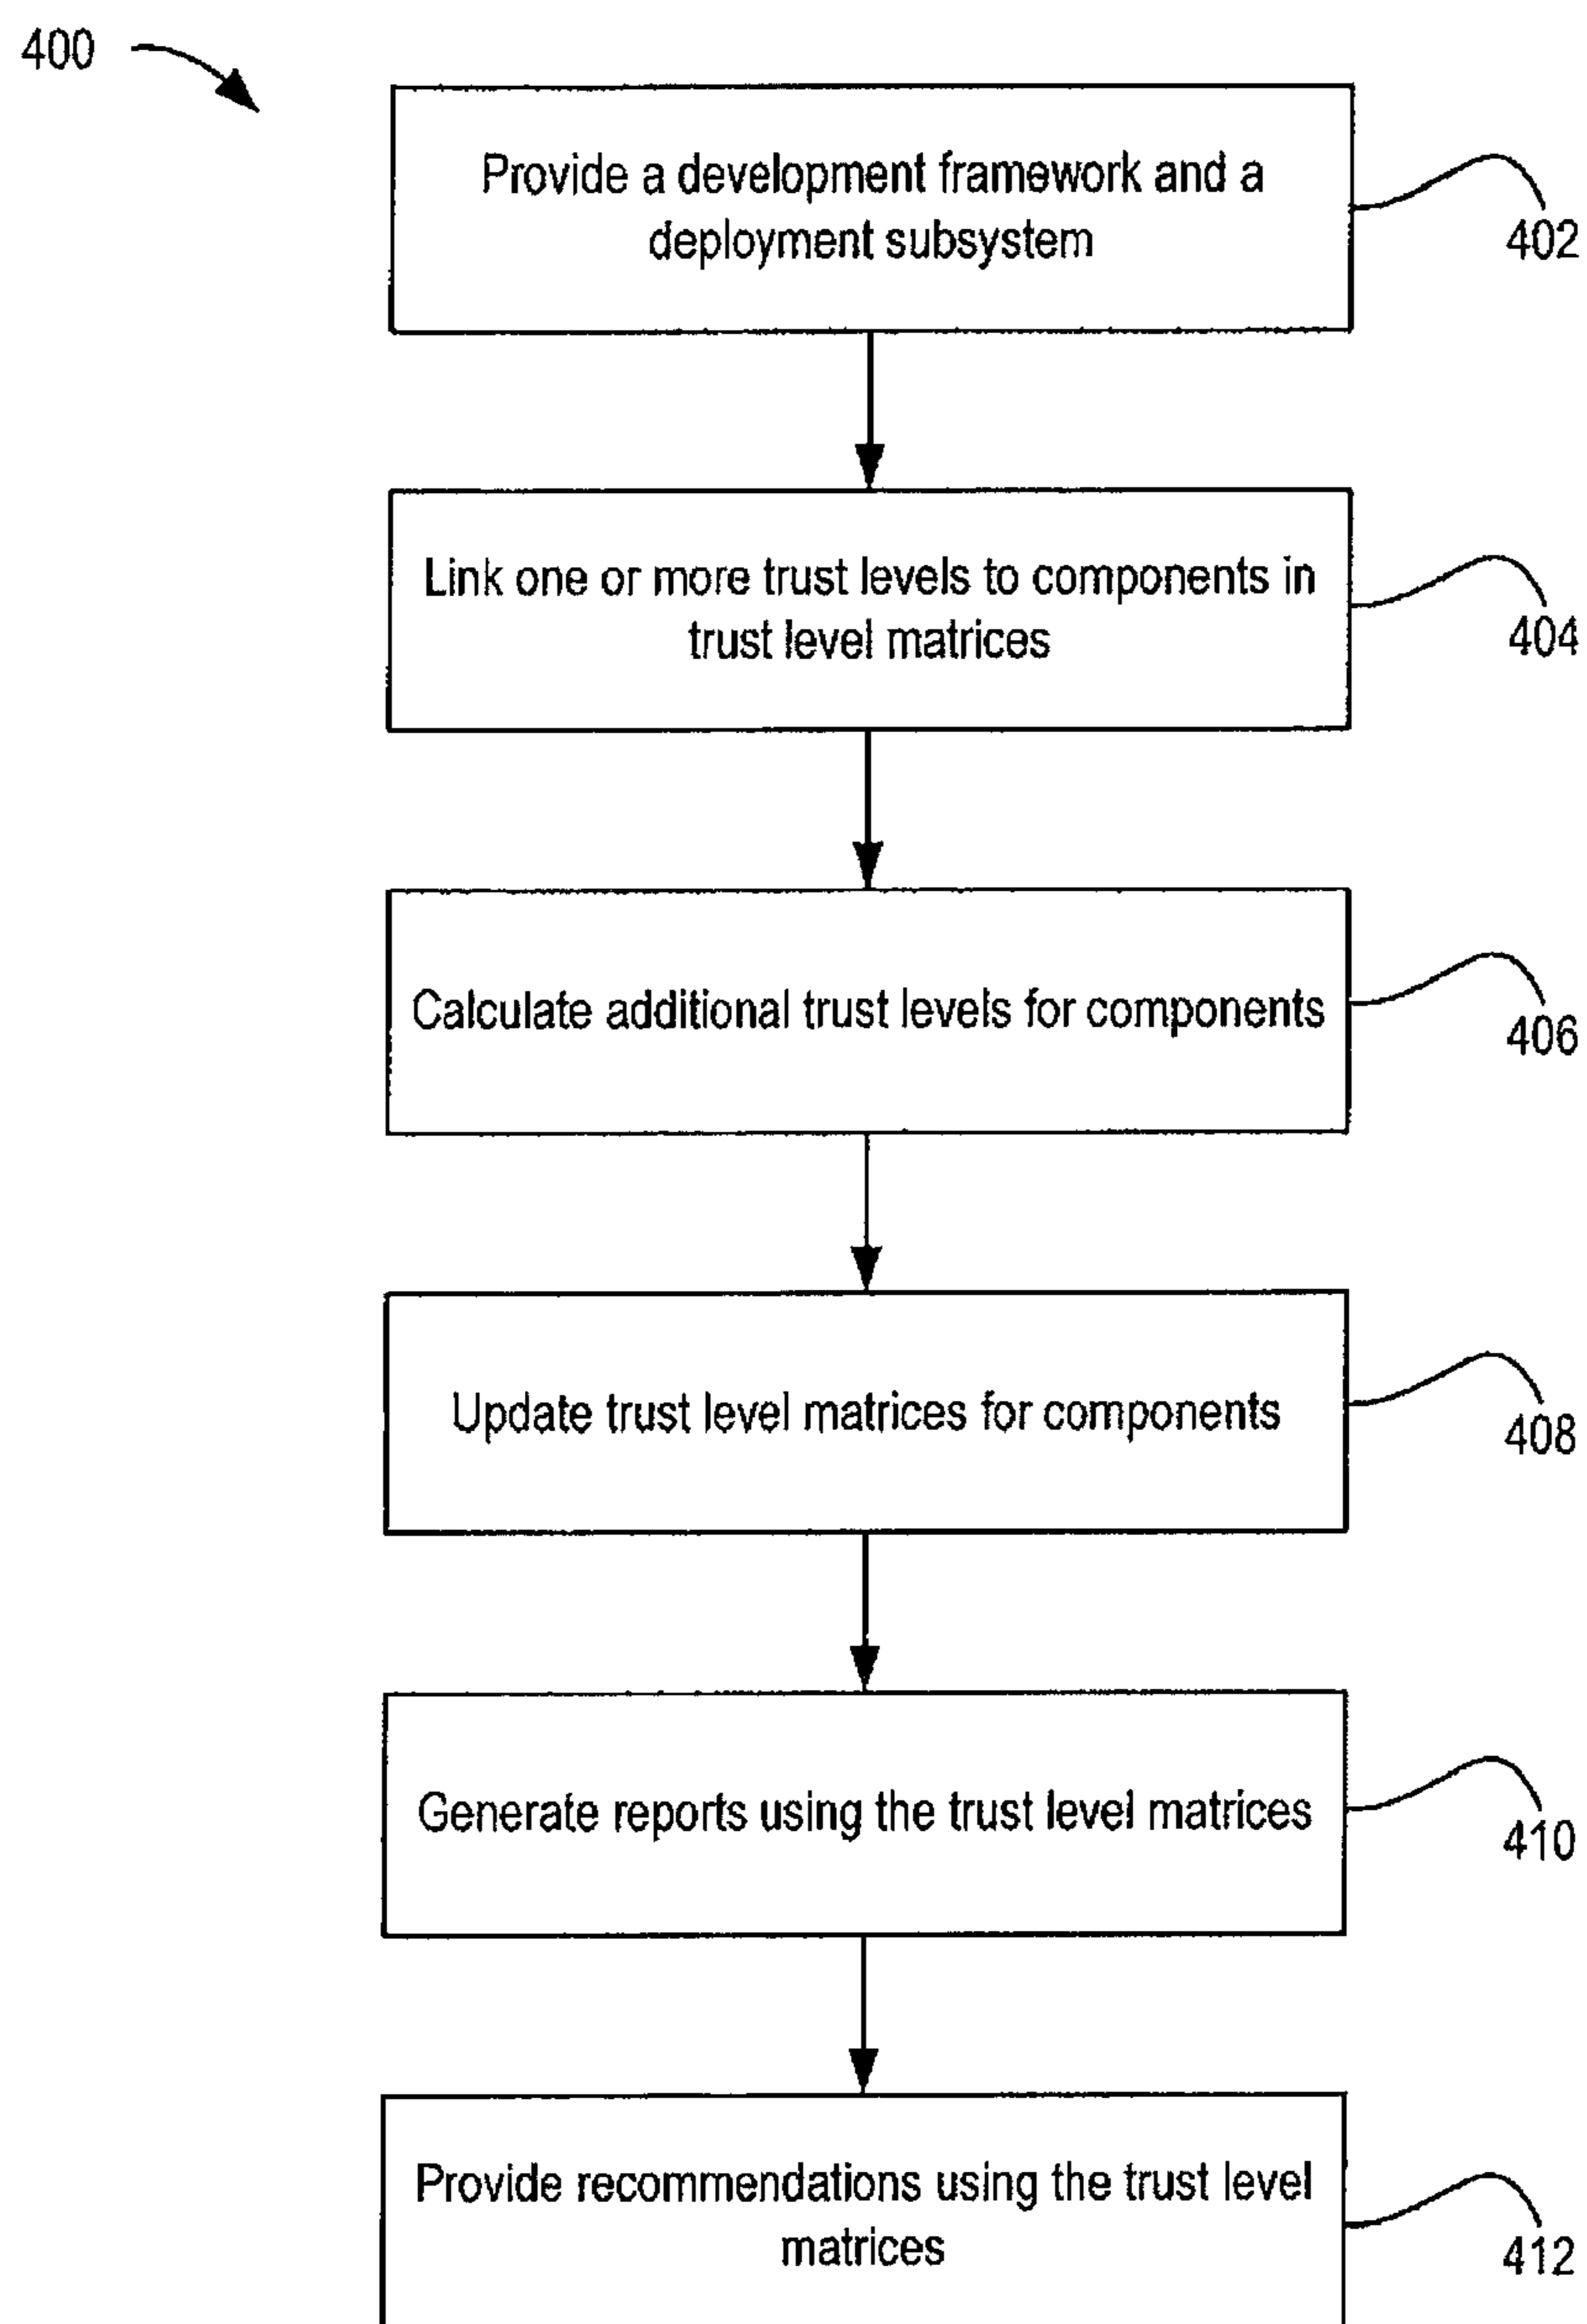 400
Provide a development framework and a
deployment subsystem
402
Link one or more trust levels to components in
trust level matrices
404
Calculate additional trust levels for components
406
Update trust level matrices for components
408
Generate reports using the trust level matrices
410
Provide recommendations using the trust level
matrices
412